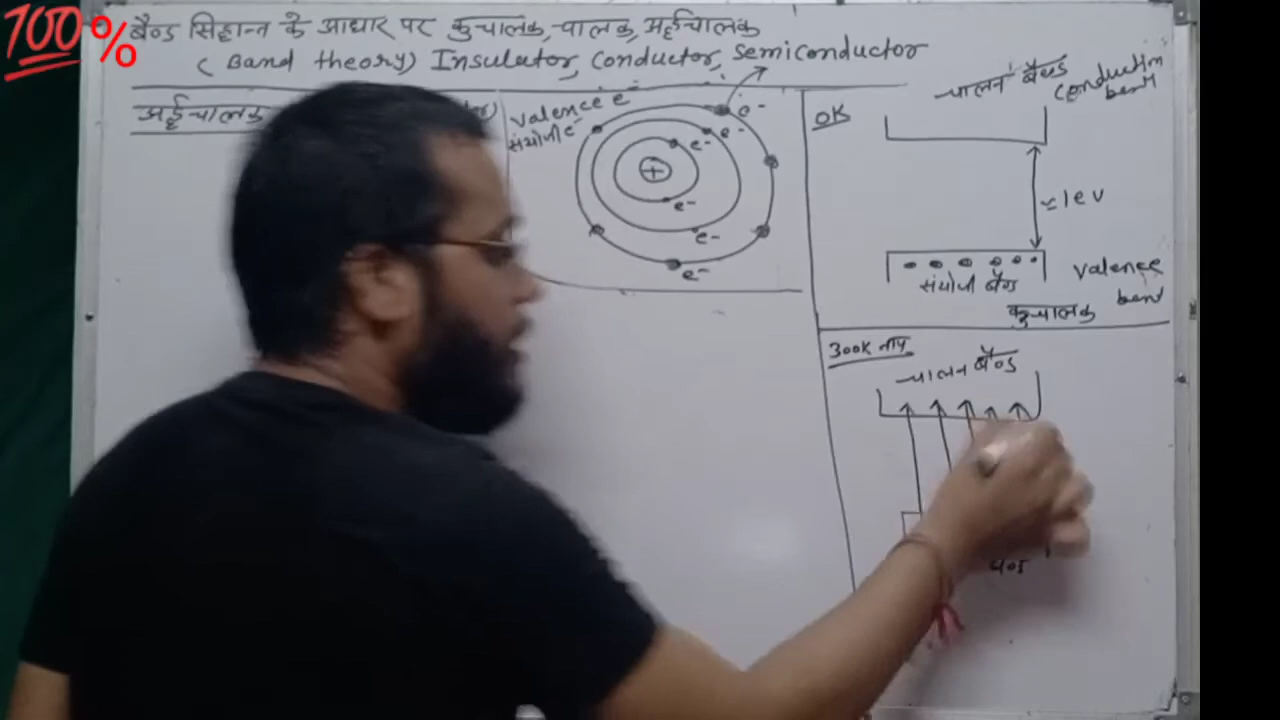 100%
बैण्ड सिद्धान्त के आधार पर कुचालक, चालक, अर्द्धचालक
(Band theory) Insulator, conductor, semiconductor
अर्द्धचालक
valence e⁻
संयोजी e⁻
+
e⁻
e⁻
e⁻
e⁻
e⁻
e⁻
OK
चालन बैण्ड
conduction
band
≃1ev
संयोजी बैण्ड
valence
band
कुचालक
300K ताप
चालन बैण्ड
बैण्ड